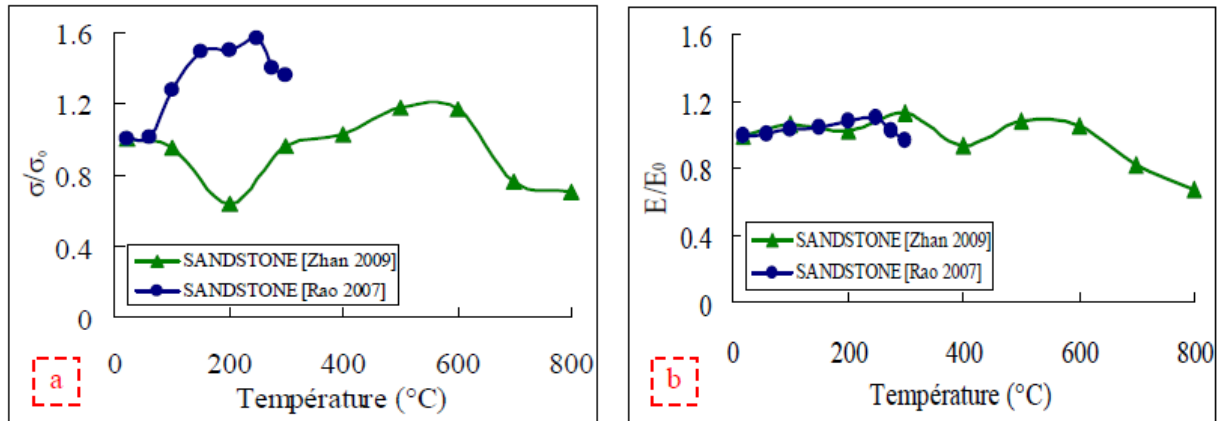 1.6
1.2
0.8
0.4
0
σ/σ₀
SANDSTONE [Zhan 2009]
SANDSTONE [Rao 2007]
0 200 400 600 800
Température (°C)
a
1.6
1.2
0.8
0.4
0
E/E₀
SANDSTONE [Zhan 2009]
SANDSTONE [Rao 2007]
0 200 400 600 800
Température (°C)
b